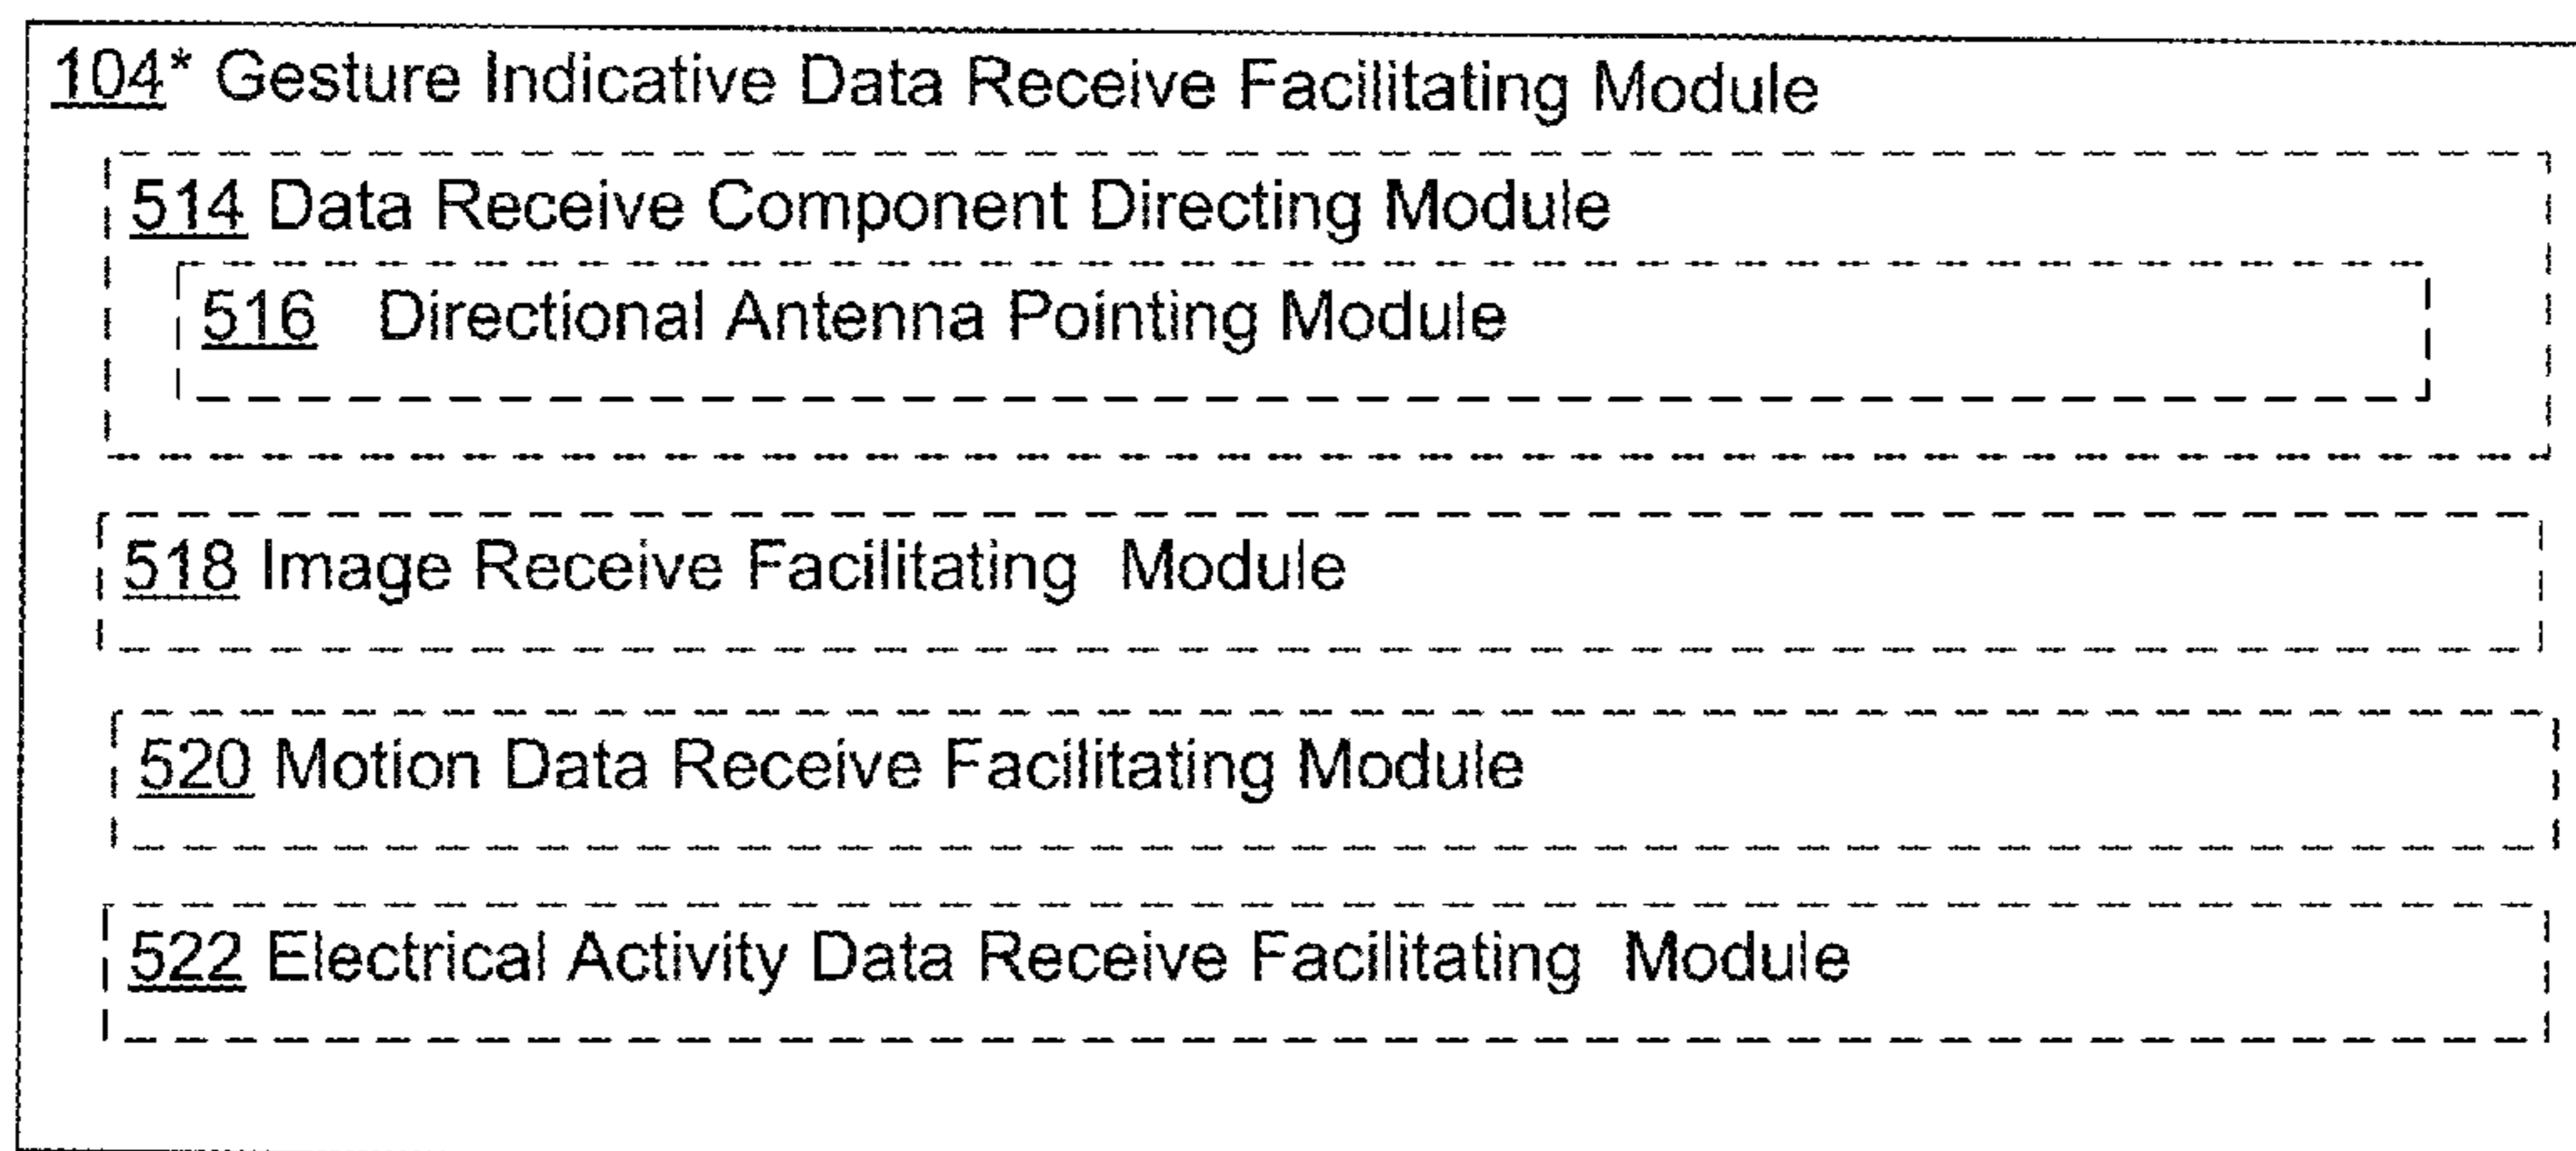 104* Gesture Indicative Data Receive Facilitating Module
514 Data Receive Component Directing Module
516 Directional Antenna Pointing Module
518 Image Receive Facilitating Module
520 Motion Data Receive Facilitating Module
522 Electrical Activity Data Receive Facilitating Module